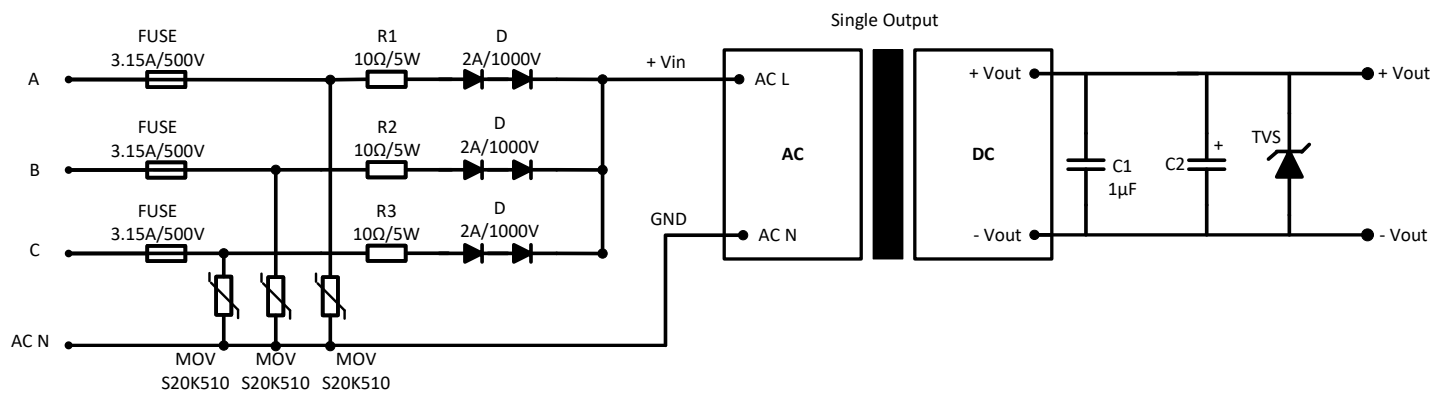 Single Output
FUSE
3.15A/500V
R1
10Ω/5W
D
2A/1000V
+ Vin
A
AC L
+ Vout
+ Vout
FUSE
3.15A/500V
R2
10Ω/5W
D
2A/1000V
B
AC
DC
C1
1μF
C2
+
TVS
FUSE
3.15A/500V
R3
10Ω/5W
D
2A/1000V
GND
C
AC N
- Vout
- Vout
AC N
MOV
S20K510
MOV
S20K510
MOV
S20K510